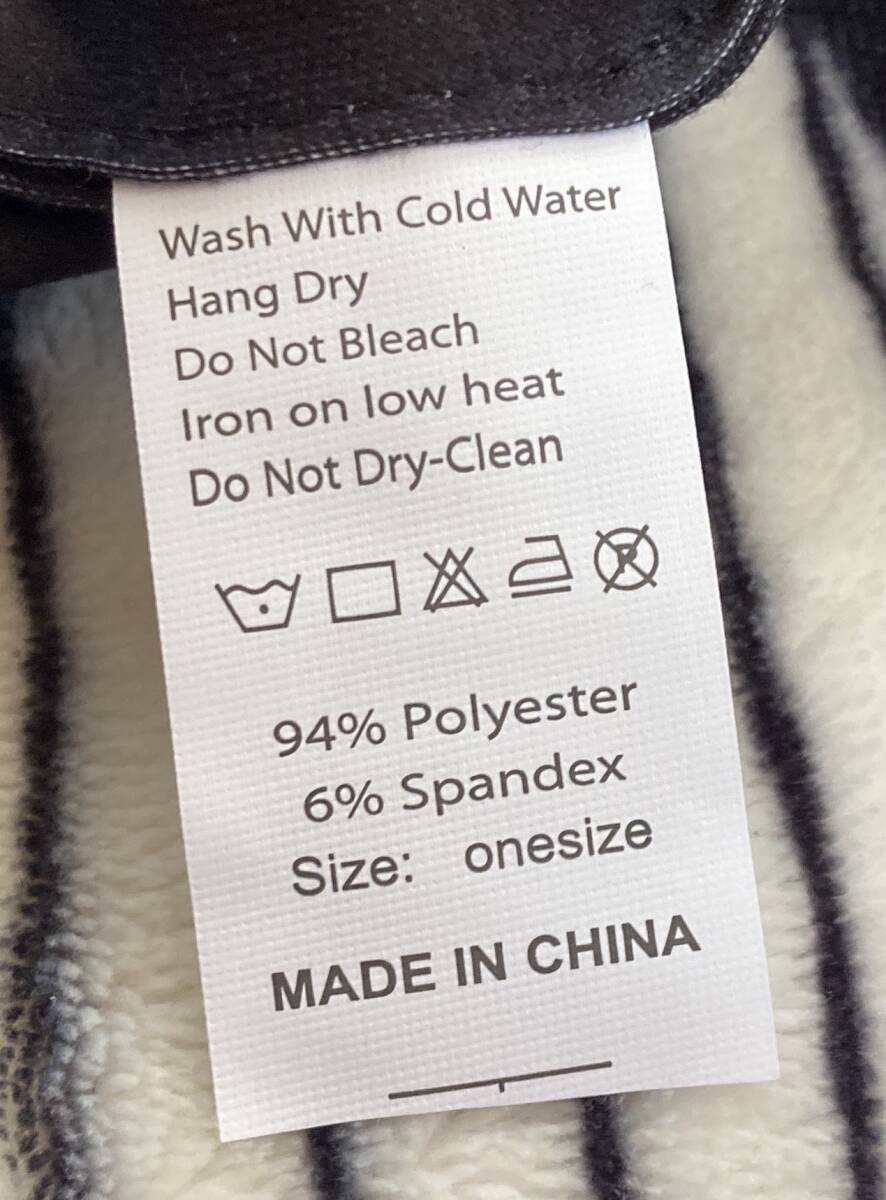 Wash With Cold Water
Hang Dry
Do Not Bleach
Iron on low heat
Do Not Dry-Clean
94% Polyester
6% Spandex
Size: onesize
MADE IN CHINA